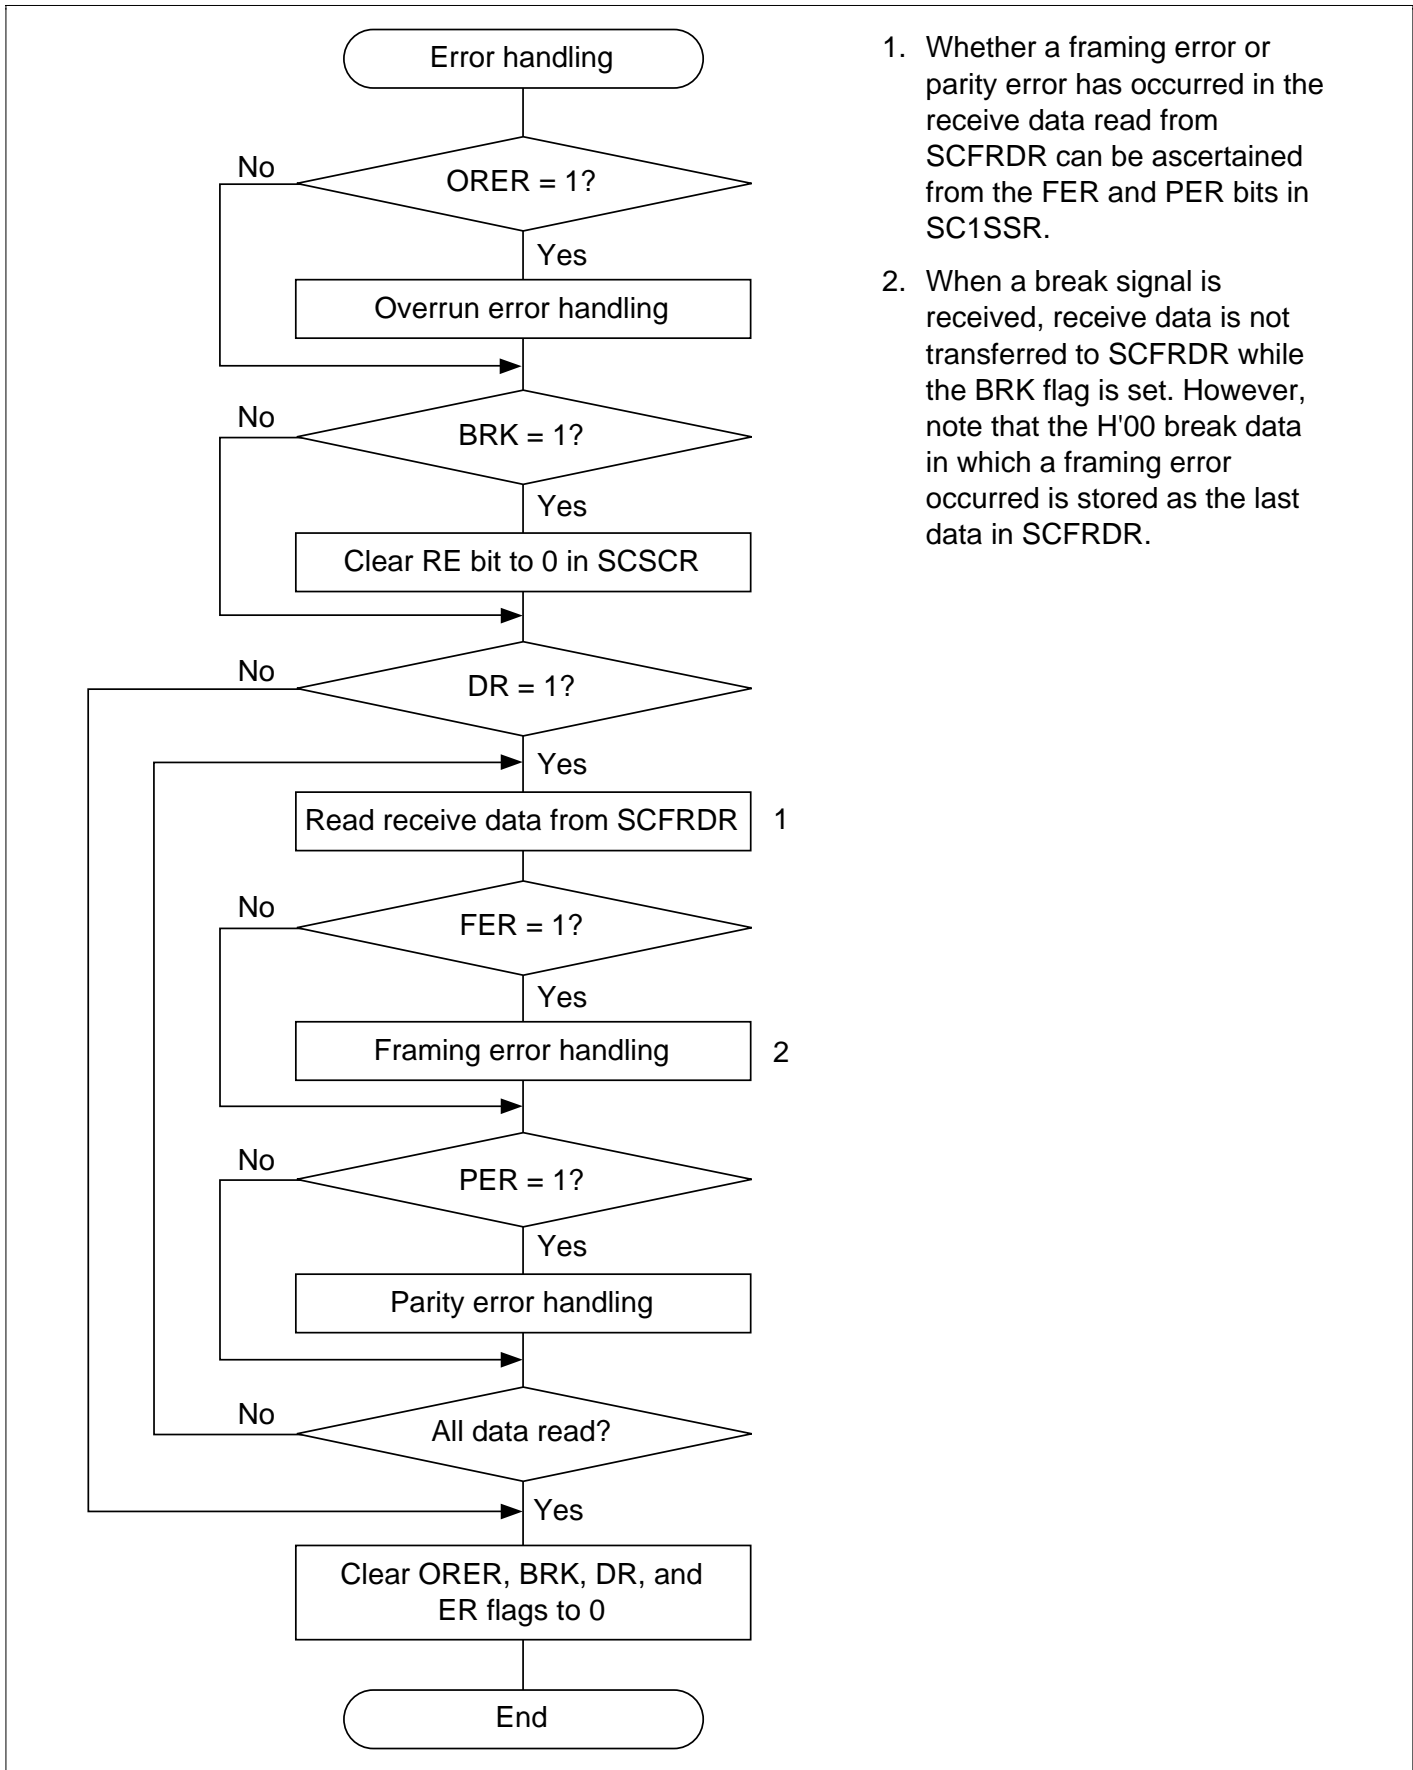 Error handling
ORER = 1?
No
Yes
Overrun error handling
BRK = 1?
No
Yes
Clear RE bit to 0 in SCSCR
DR = 1?
No
Yes
Read receive data from SCFRDR
1
FER = 1?
No
Yes
Framing error handling
2
PER = 1?
No
Yes
Parity error handling
All data read?
No
Yes
Clear ORER, BRK, DR, and
ER flags to 0
End
1. Whether a framing error or
parity error has occurred in the
receive data read from
SCFRDR can be ascertained
from the FER and PER bits in
SC1SSR.
2. When a break signal is
received, receive data is not
transferred to SCFRDR while
the BRK flag is set. However,
note that the H'00 break data
in which a framing error
occurred is stored as the last
data in SCFRDR.